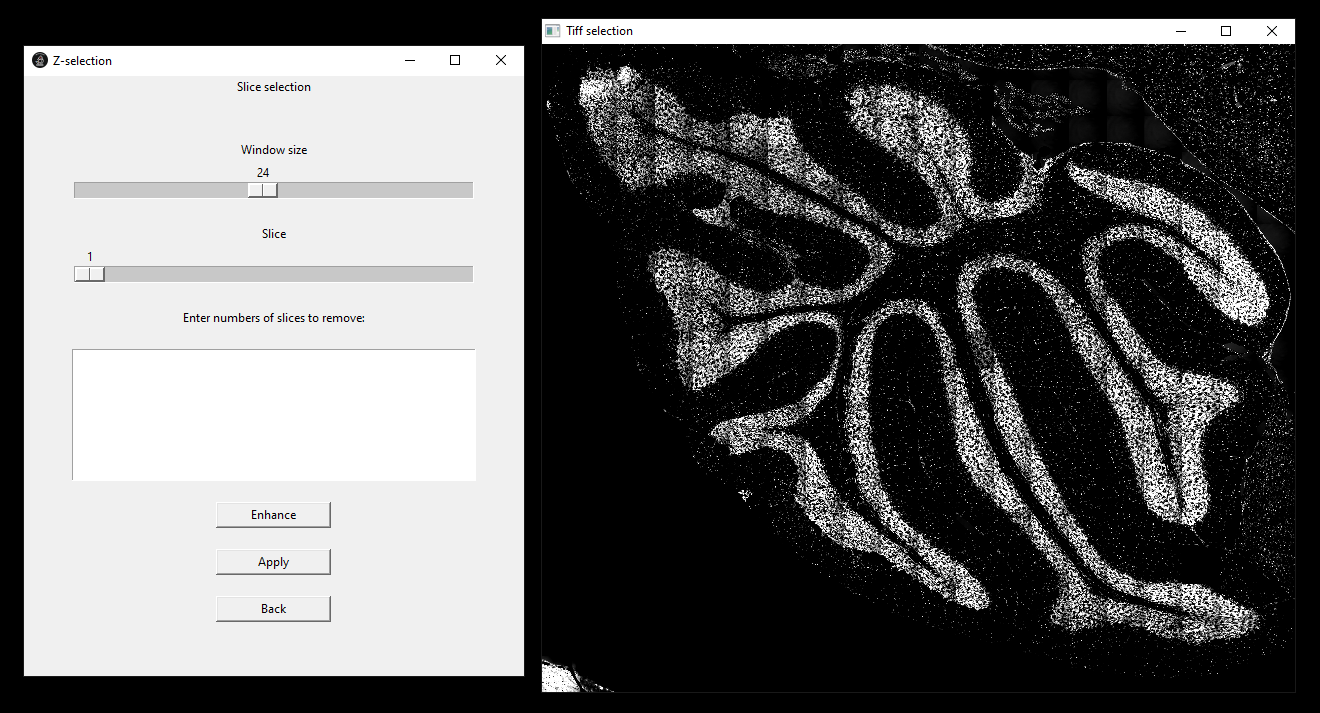 Z-selection
Slice selection
Window size
24
Slice
1
Enter numbers of slices to remove:
Enhance
Apply
Back
Tiff selection